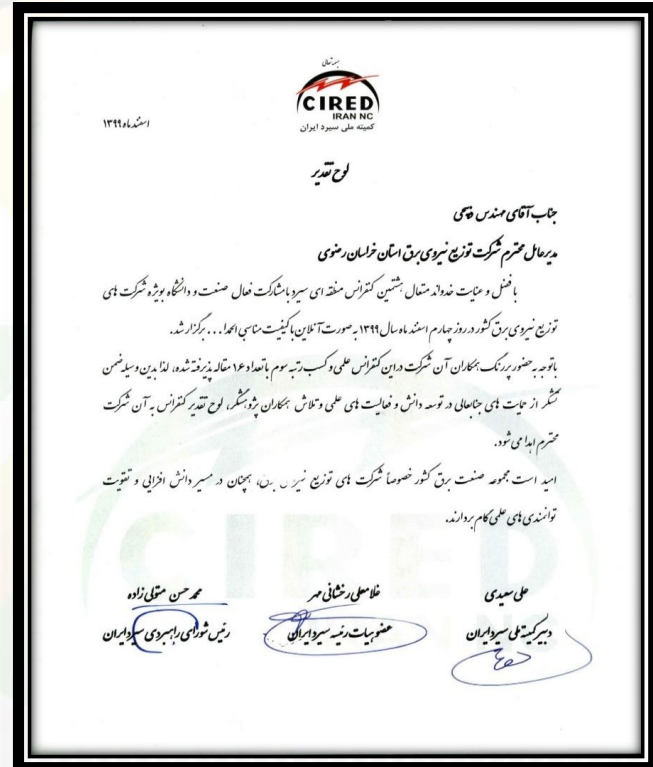 بسمه تعالی
CIRED
IRAN NC
کمیته ملی سیرد ایران
اسفند ماه ۱۳۹۹
لوح تقدیر
جناب آقای مهندس
مدیرعامل محترم شرکت توزیع نیروی برق استان خراسان رضوی
با فضل و عنایت خداوند متعال هشتمین کنفرانس منطقه ای سیرد با مشارکت فعال صنعت و دانشگاه بویژه شرکت های
توزیع نیروی برق کشور در روز چهارم اسفند ماه سال ۱۳۹۹ به صورت آنلاین با کیفیت مناسبی الحمدا... برگزار شد.
باتوجه به حضور پررنگ همکاران آن شرکت در این کنفرانس علمی و کسب رتبه سوم با تعداد ۱۶ مقاله پذیرفته شده، لذا بدین وسیله ضمن
تشکر از حمایت های جنابعالی در توسعه دانش و فعالیت های علمی و تلاش همکاران پژوهشگر، لوح تقدیر کنفرانس به آن شرکت
محترم اهدا می شود.
امید است مجموعه صنعت برق کشور خصوصاً شرکت های توزیع نیروی برق، همچنان در مسیر دانش افزایی و تقویت
توانمندی های علمی گام بردارند.
علی سعیدی
دبیر کمیته ملی سیرد ایران
غلامعلی رخشانی مهر
عضو هیات رئیسه سیرد ایران
محمد حسن متولی زاده
رئیس شورای راهبردی سیرد ایران
CIRED
IRAN NC